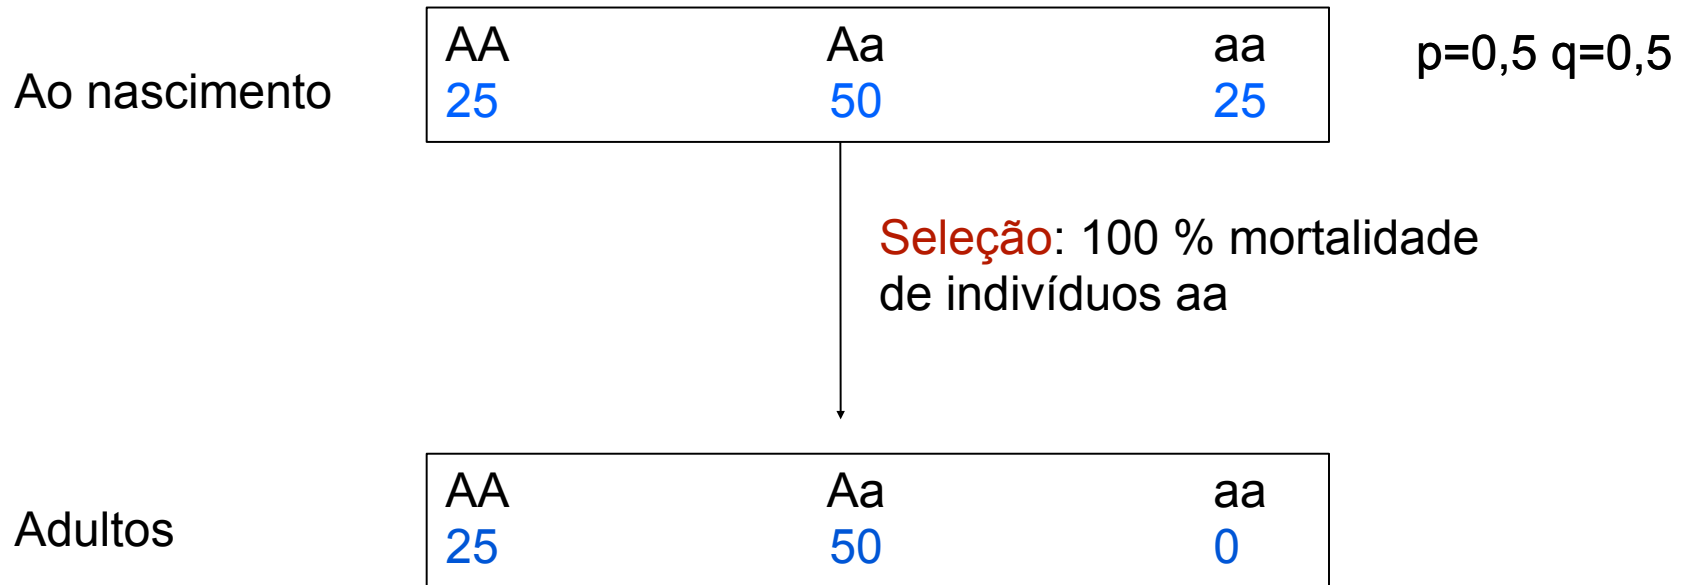 AA Aa aa
p=0,5 q=0,5
Ao nascimento
25 50 25
Seleção: 100 % mortalidade
de indivíduos aa
AA Aa aa
Adultos
25 50 0